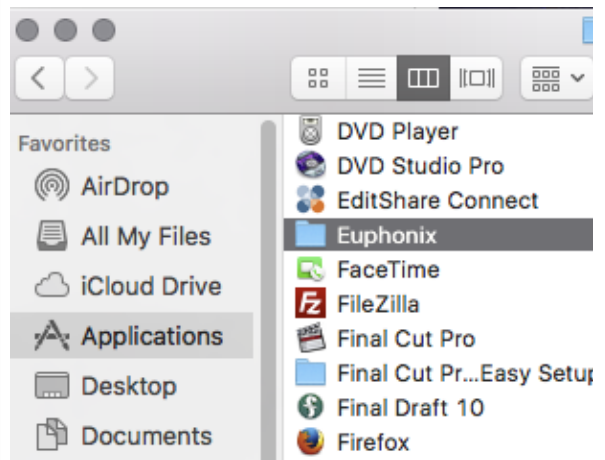 Favorites
AirDrop
All My Files
iCloud Drive
Applications
Desktop
Documents
DVD Player
DVD Studio Pro
EditShare Connect
Euphonix
FaceTime
FileZilla
Final Cut Pro
Final Cut Pr...Easy Setup
Final Draft 10
Firefox